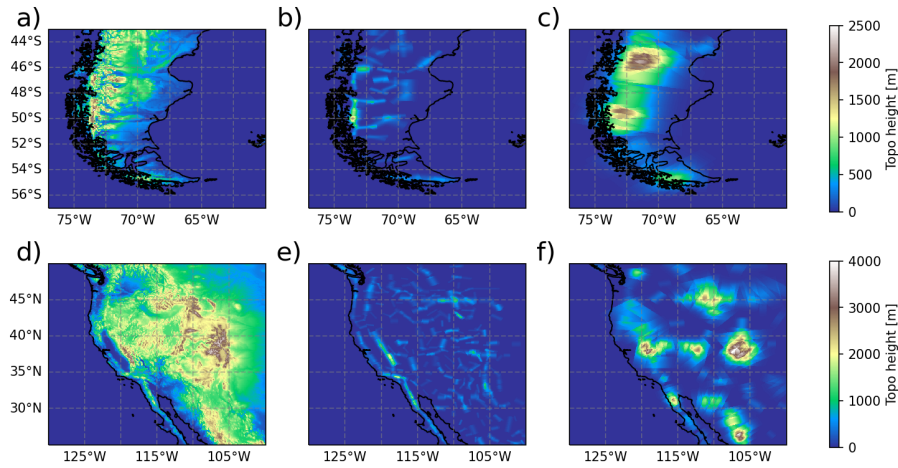 a)
b)
c)
44°S
46°S
48°S
50°S
52°S
54°S
56°S
75°W 70°W 65°W
75°W 70°W 65°W
75°W 70°W 65°W
2500
2000
1500
1000
500
0
Topo height [m]
d)
e)
f)
45°N
40°N
35°N
30°N
125°W 115°W 105°W
125°W 115°W 105°W
125°W 115°W 105°W
4000
3000
2000
1000
0
Topo height [m]